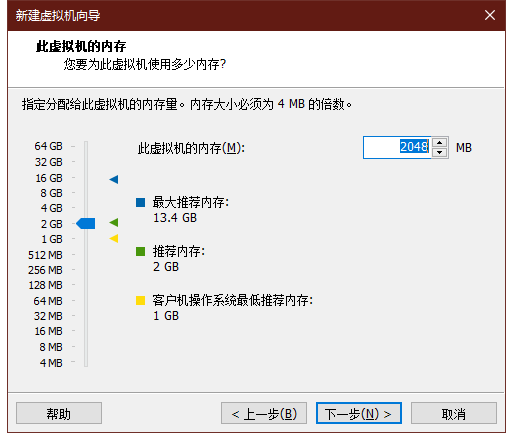 新建虚拟机向导
此虚拟机的内存
您要为此虚拟机使用多少内存?
指定分配给此虚拟机的内存量。内存大小必须为 4 MB 的倍数。
64 GB
32 GB
16 GB
8 GB
4 GB
2 GB
1 GB
512 MB
256 MB
128 MB
64 MB
32 MB
16 MB
8 MB
4 MB
此虚拟机的内存(M): 2048 MB
最大推荐内存:
13.4 GB
推荐内存:
2 GB
客户机操作系统最低推荐内存:
1 GB
帮助 < 上一步(B) 下一步(N) > 取消